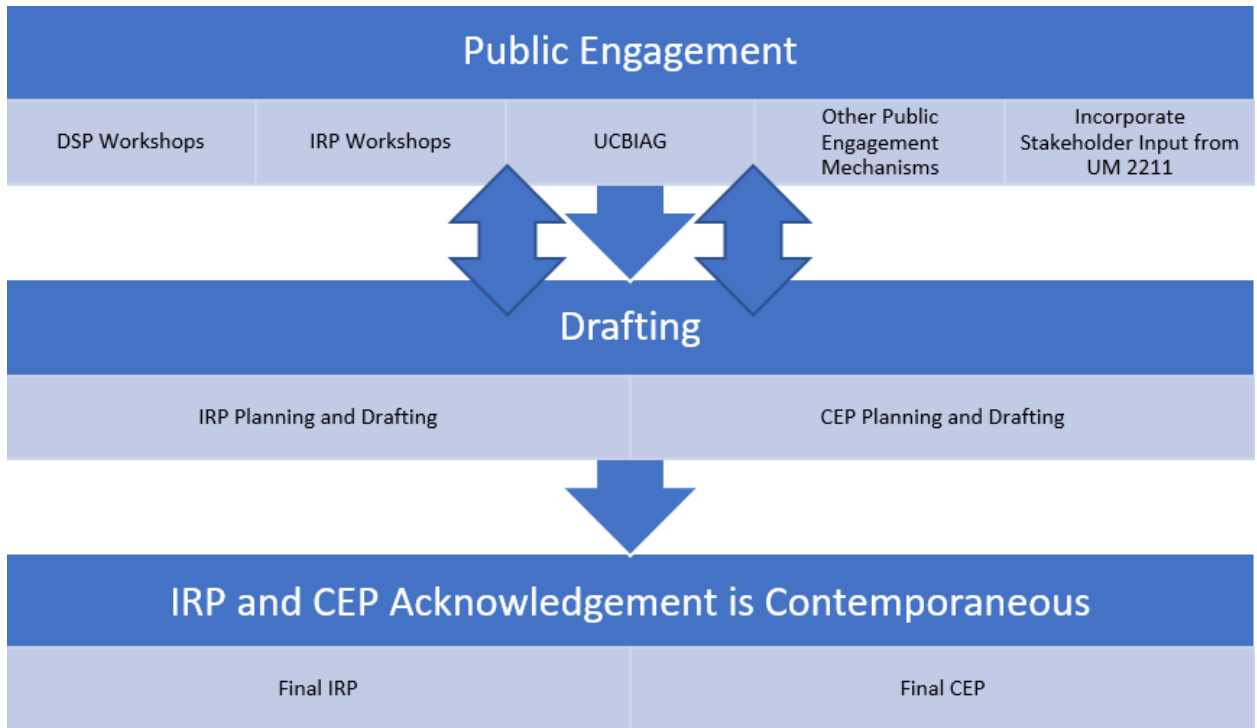 Public Engagement
DSP Workshops
IRP Workshops
UCBIAG
Other Public
Engagement
Mechanisms
Incorporate
Stakeholder Input from
UM 2211
Drafting
IRP Planning and Drafting
CEP Planning and Drafting
IRP and CEP Acknowledgement is Contemporaneous
Final IRP
Final CEP